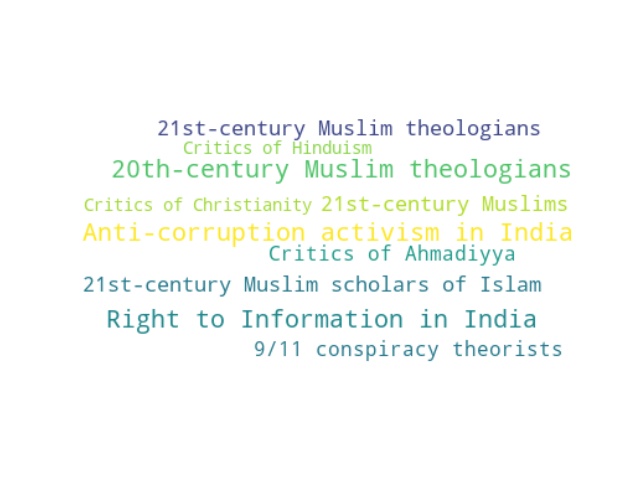 21st-century Muslim theologians
Critics of Hinduism
20th-century Muslim theologians
Critics of Christianity 21st-century Muslims
Anti-corruption activism in India
Critics of Ahmadiyya
21st-century Muslim scholars of Islam
Right to Information in India
9/11 conspiracy theorists